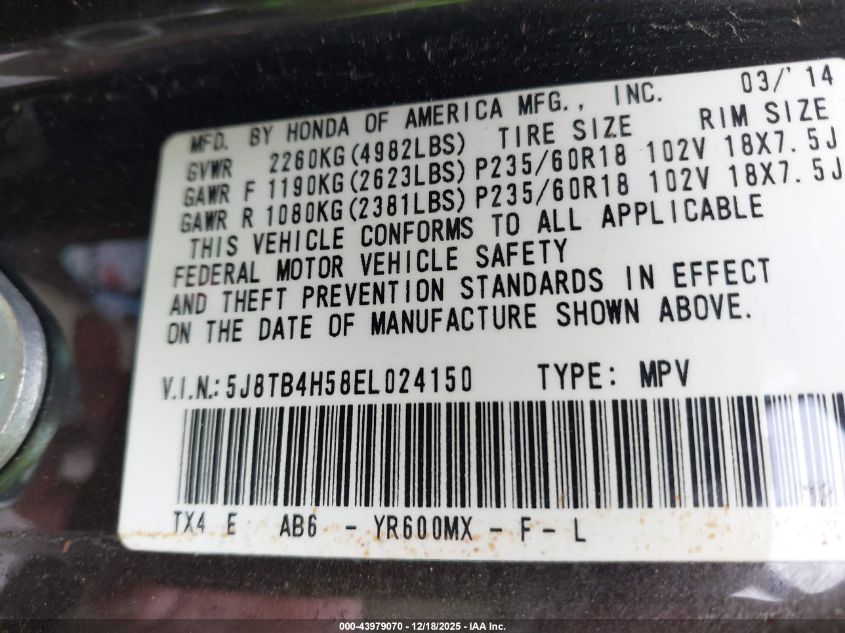 MFD. BY HONDA OF AMERICA MFG., INC. 03/'14
GVWR 2260KG(4982LBS) TIRE SIZE RIM SIZE
GAWR F 1190KG(2623LBS) P235/60R18 102V 18X7.5J
GAWR R 1080KG(2381LBS) P235/60R18 102V 18X7.5J
THIS VEHICLE CONFORMS TO ALL APPLICABLE
FEDERAL MOTOR VEHICLE SAFETY
AND THEFT PREVENTION STANDARDS IN EFFECT
ON THE DATE OF MANUFACTURE SHOWN ABOVE.
V.I.N.: 5J8TB4H58EL024150 TYPE: MPV
TX4 E AB6 - YR600MX - F - L
000-43979070 - 12/18/2025 - IAA Inc.